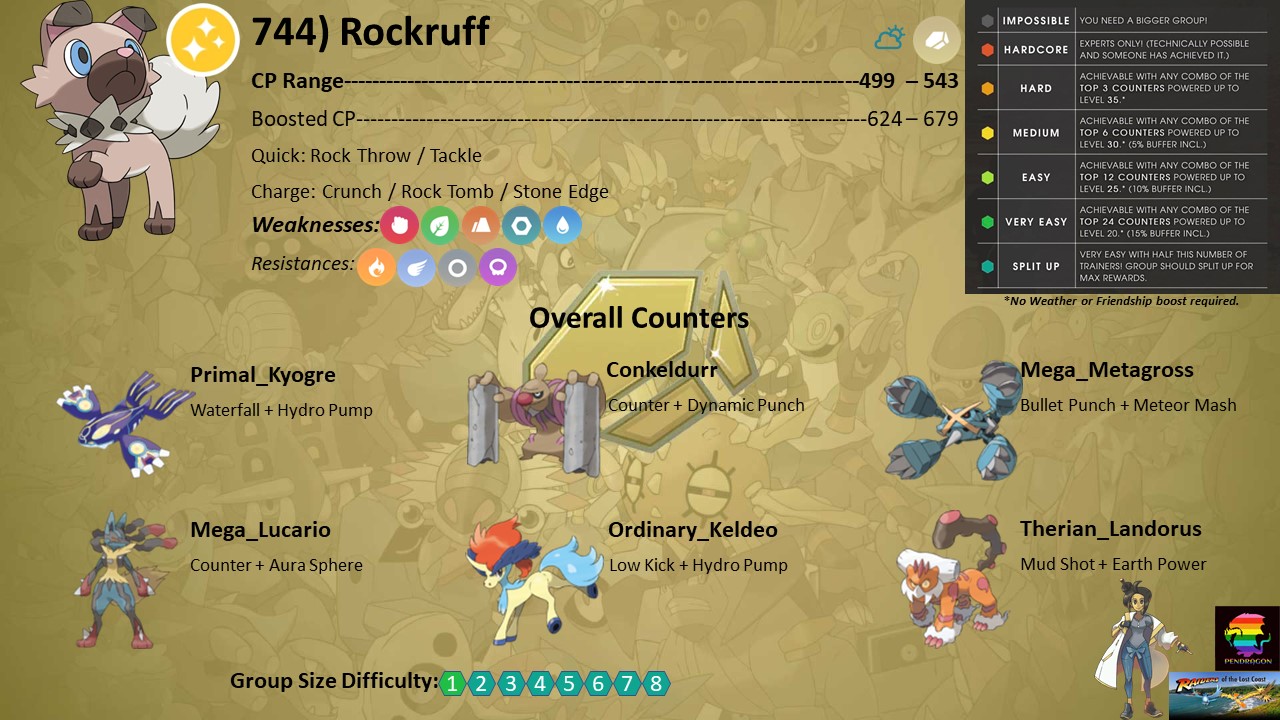 744) Rockruff
CP Range---499 – 543
Boosted CP---624 – 679
Quick: Rock Throw / Tackle
Charge: Crunch / Rock Tomb / Stone Edge
Weaknesses:
Resistances:
IMPOSSIBLE YOU NEED A BIGGER GROUP!
HARDCORE EXPERTS ONLY! (TECHNICALLY POSSIBLE
AND SOMEONE HAS ACHIEVED IT.)
HARD ACHIEVABLE WITH ANY COMBO OF THE
TOP 3 COUNTERS POWERED UP TO
LEVEL 35.*
MEDIUM ACHIEVABLE WITH ANY COMBO OF THE
TOP 6 COUNTERS POWERED UP TO
LEVEL 30.* (5% BUFFER INCL.)
EASY ACHIEVABLE WITH ANY COMBO OF THE
TOP 12 COUNTERS POWERED UP TO
LEVEL 25.* (10% BUFFER INCL.)
VERY EASY ACHIEVABLE WITH ANY COMBO OF THE
TOP 24 COUNTERS POWERED UP TO
LEVEL 20.* (15% BUFFER INCL.)
SPLIT UP VERY EASY WITH HALF THIS NUMBER OF
TRAINERS! GROUP SHOULD SPLIT UP FOR
MAX REWARDS.
*No Weather or Friendship boost required.
Overall Counters
Primal_Kyogre
Waterfall + Hydro Pump
Conkeldurr
Counter + Dynamic Punch
Mega_Metagross
Bullet Punch + Meteor Mash
Mega_Lucario
Counter + Aura Sphere
Ordinary_Keldeo
Low Kick + Hydro Pump
Therian_Landorus
Mud Shot + Earth Power
Group Size Difficulty: 1 2 3 4 5 6 7 8
PENDRAGON
RAIDERS of the Lost Coast